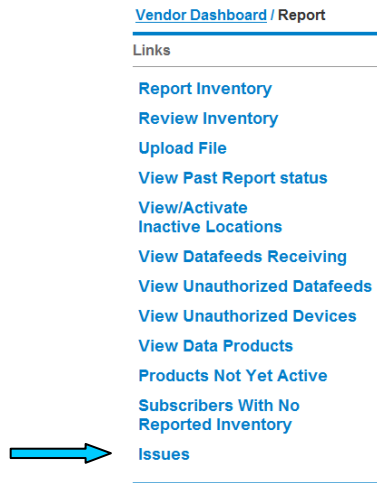 Vendor Dashboard / Report
Links
Report Inventory
Review Inventory
Upload File
View Past Report status
View/Activate
Inactive Locations
View Datafeeds Receiving
View Unauthorized Datafeeds
View Unauthorized Devices
View Data Products
Products Not Yet Active
Subscribers With No
Reported Inventory
Issues